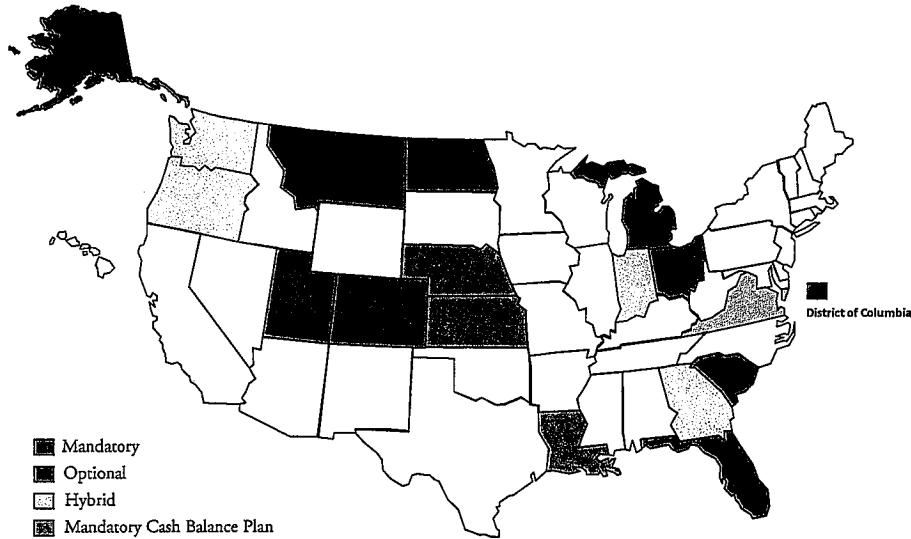 District of Columbia
Mandatory
Optional
Hybrid
Mandatory Cash Balance Plan